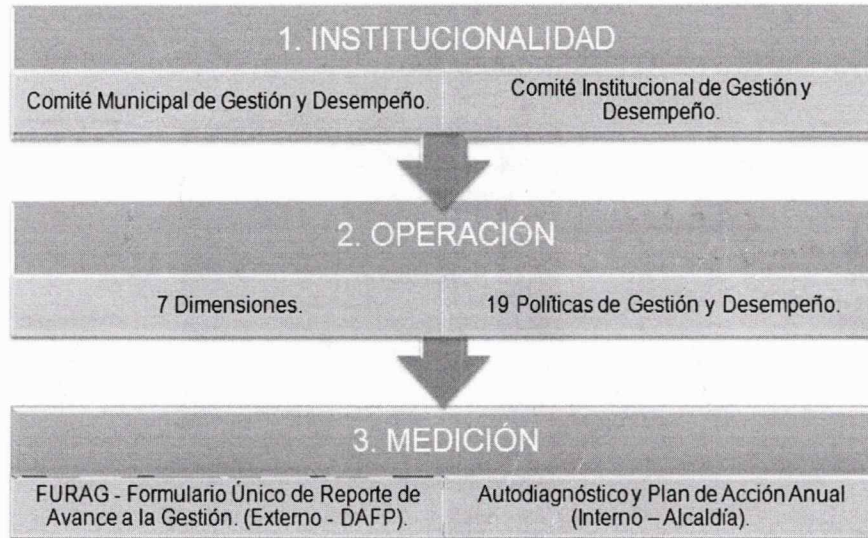 1. INSTITUCIONALIDAD
Comité Municipal de Gestión y Desempeño.
Comité Institucional de Gestión y
Desempeño.
2. OPERACIÓN
7 Dimensiones.
19 Políticas de Gestión y Desempeño.
3. MEDICIÓN
FURAG - Formulario Único de Reporte de
Avance a la Gestión. (Externo - DAFP).
Autodiagnóstico y Plan de Acción Anual
(Interno – Alcaldía).